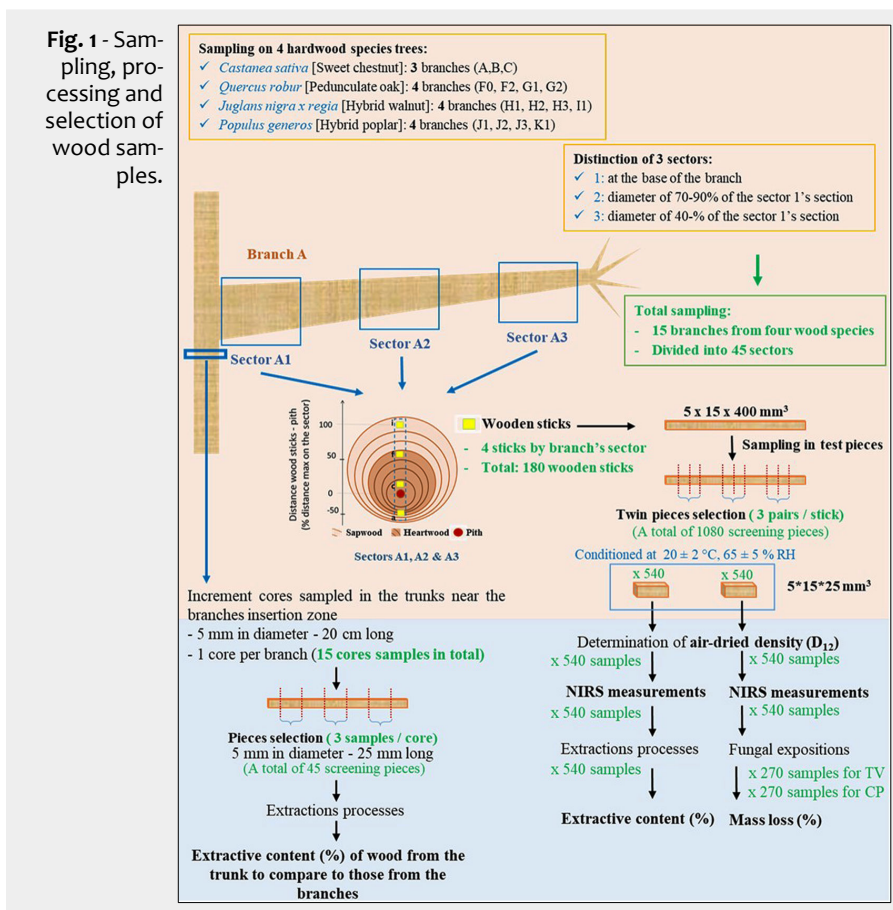 Fig. 1 - Sam-
pling, pro-
cessing and
selection of
wood sam-
ples.
Sampling on 4 hardwood species trees:
✓ Castanea sativa [Sweet chestnut]: 3 branches (A,B,C)
✓ Quercus robur [Pedunculate oak]: 4 branches (F0, F2, G1, G2)
✓ Juglans nigra x regia [Hybrid walnut]: 4 branches (H1, H2, H3, I1)
✓ Populus generos [Hybrid poplar]: 4 branches (J1, J2, J3, K1)
Distinction of 3 sectors:
✓ 1: at the base of the branch
✓ 2: diameter of 70-90% of the sector 1's section
✓ 3: diameter of 40-% of the sector 1's section
Branch A
Sector A1
Sector A2
Sector A3
Total sampling:
- 15 branches from four wood species
- Divided into 45 sectors
Distance wood sticks - pith
(% distance max on the sector)
100
50
0
-50
Sapwood Heartwood Pith
Sectors A1, A2 & A3
Wooden sticks
- 4 sticks by branch's sector
- Total: 180 wooden sticks
5 x 15 x 400 mm³
Sampling in test pieces
Twin pieces selection ( 3 pairs / stick)
(A total of 1080 screening pieces)
Conditioned at 20 ± 2 °C, 65 ± 5 % RH
x 540 x 540
5*15*25 mm³
Determination of air-dried density (D₁₂)
x 540 samples x 540 samples
NIRS measurements NIRS measurements
x 540 samples x 540 samples
Extractions processes Fungal expositions
x 540 samples
x 270 samples for TV
x 270 samples for CP
Extractive content (%) Mass loss (%)
Increment cores sampled in the trunks near the
branches insertion zone
- 5 mm in diameter - 20 cm long
- 1 core per branch (15 cores samples in total)
Pieces selection ( 3 samples / core)
5 mm in diameter - 25 mm long
(A total of 45 screening pieces)
Extractions processes
Extractive content (%) of wood from the
trunk to compare to those from the
branches